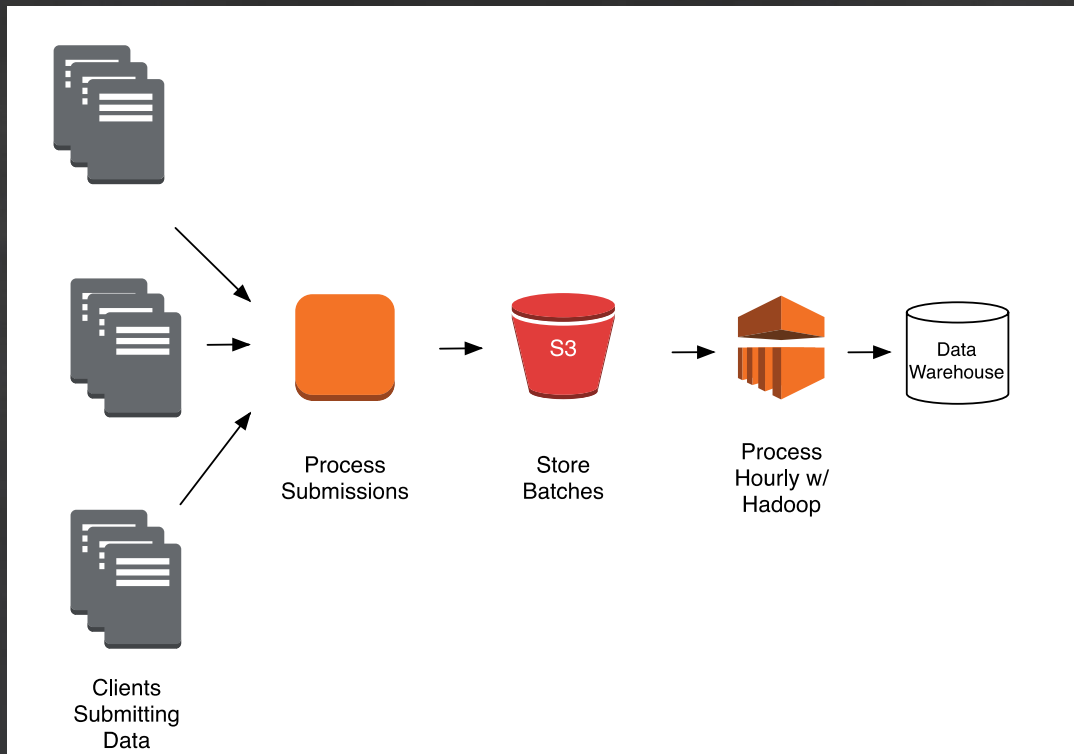 Clients
Submitting
Data
Process
Submissions
S3
Store
Batches
Process
Hourly w/
Hadoop
Data
Warehouse